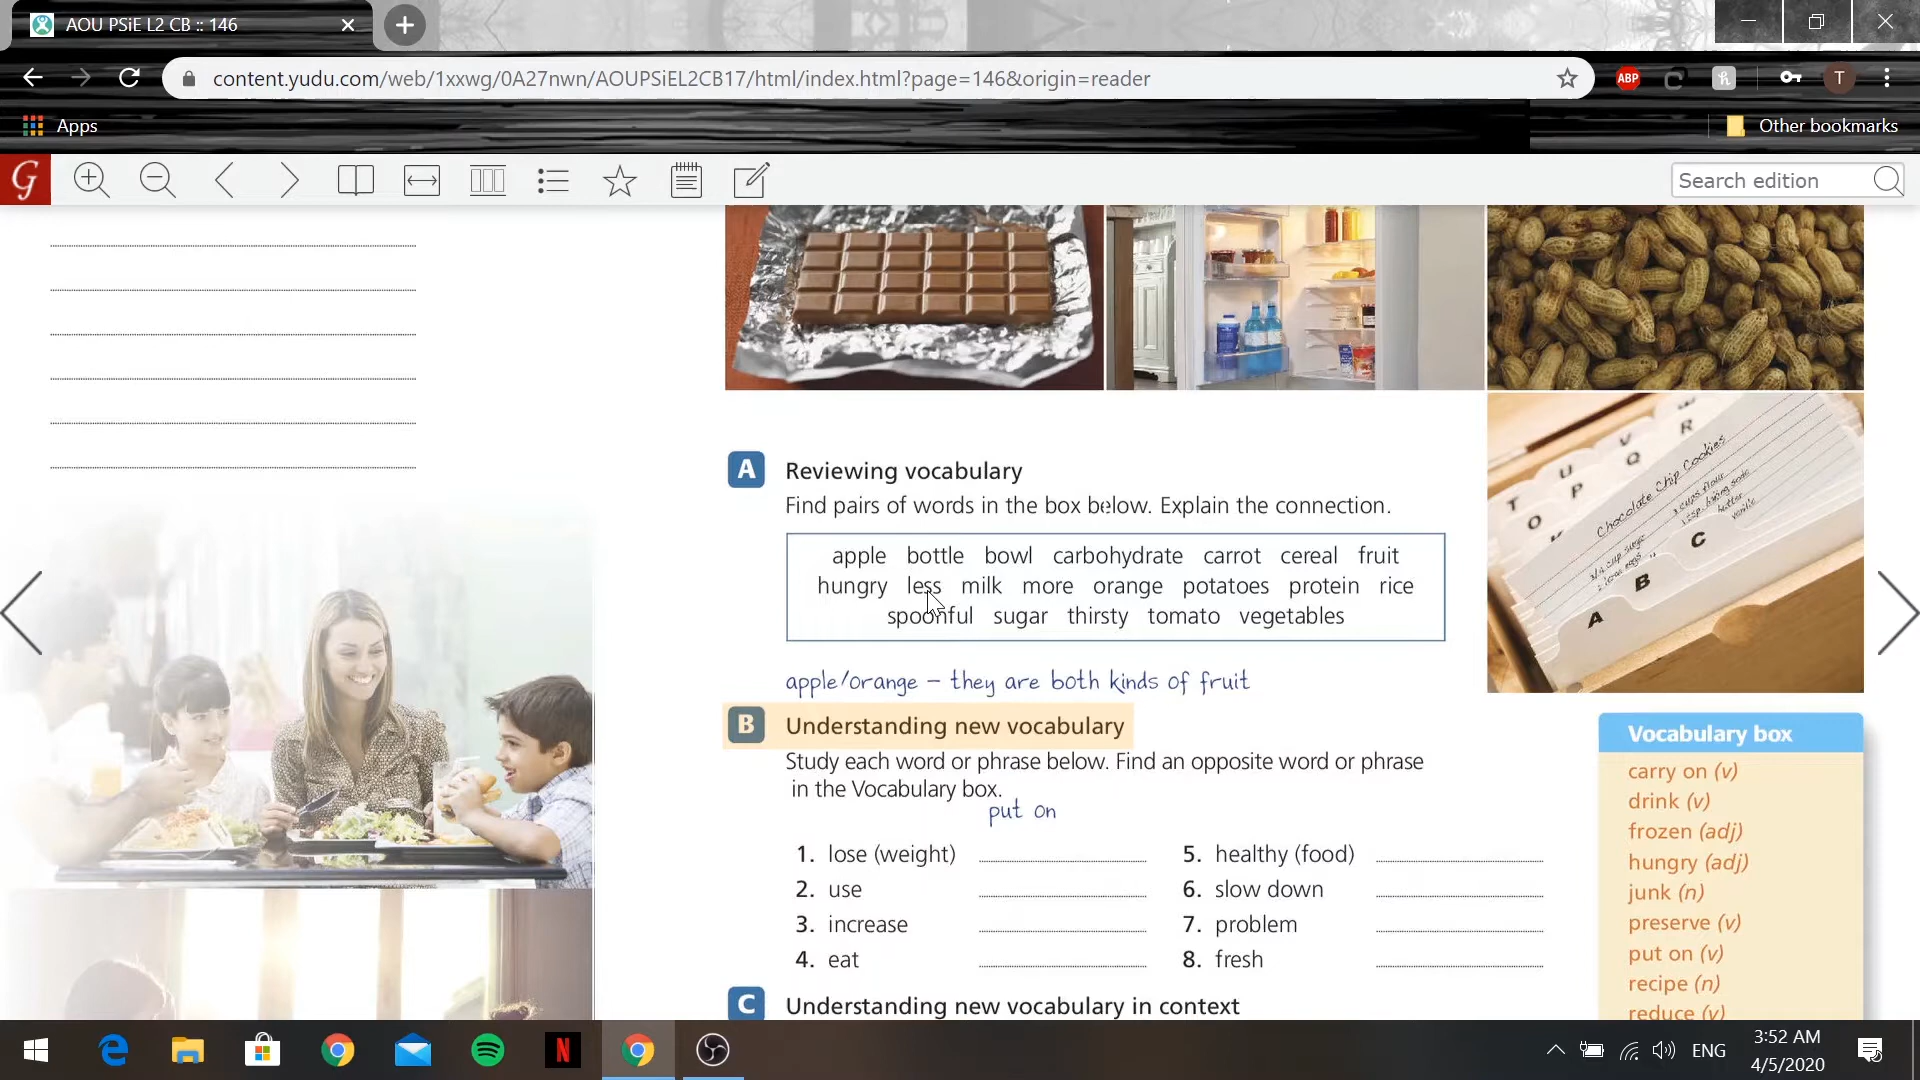 AOU PSiE L2 CB :: 146
content.yudu.com/web/1xxwg/0A27nwn/AOUPSiEL2CB17/html/index.html?page=146&origin=reader
ABP
T
Apps
Other bookmarks
G
Search edition
A Reviewing vocabulary
Find pairs of words in the box below. Explain the connection.
apple bottle bowl carbohydrate carrot cereal fruit
hungry less milk more orange potatoes protein rice
spoonful sugar thirsty tomato vegetables
apple/orange – they are both kinds of fruit
Chocolate Chip Cookies
T U V R
O P Q
A B C
B Understanding new vocabulary
Study each word or phrase below. Find an opposite word or phrase
in the Vocabulary box.
put on
1. lose (weight)
2. use
3. increase
4. eat
5. healthy (food)
6. slow down
7. problem
8. fresh
Vocabulary box
carry on (v)
drink (v)
frozen (adj)
hungry (adj)
junk (n)
preserve (v)
put on (v)
recipe (n)
reduce (v)
C Understanding new vocabulary in context
ENG
3:52 AM
4/5/2020